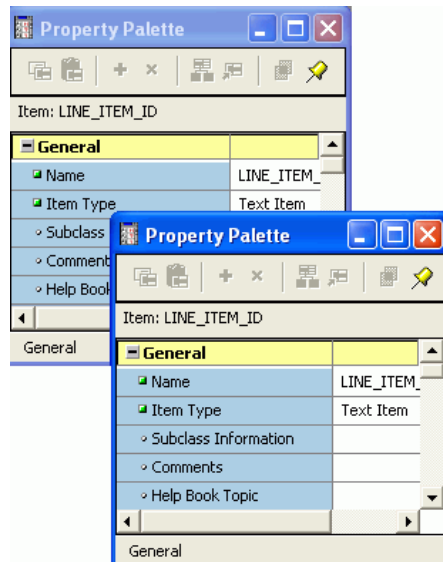 Property Palette
Item: LINE_ITEM_ID
General
Name LINE_ITEM_
Item Type Text Item
Subclass
Comment
Help Book
General
Property Palette
Item: LINE_ITEM_ID
General
Name LINE_ITEM_
Item Type Text Item
Subclass Information
Comments
Help Book Topic
General